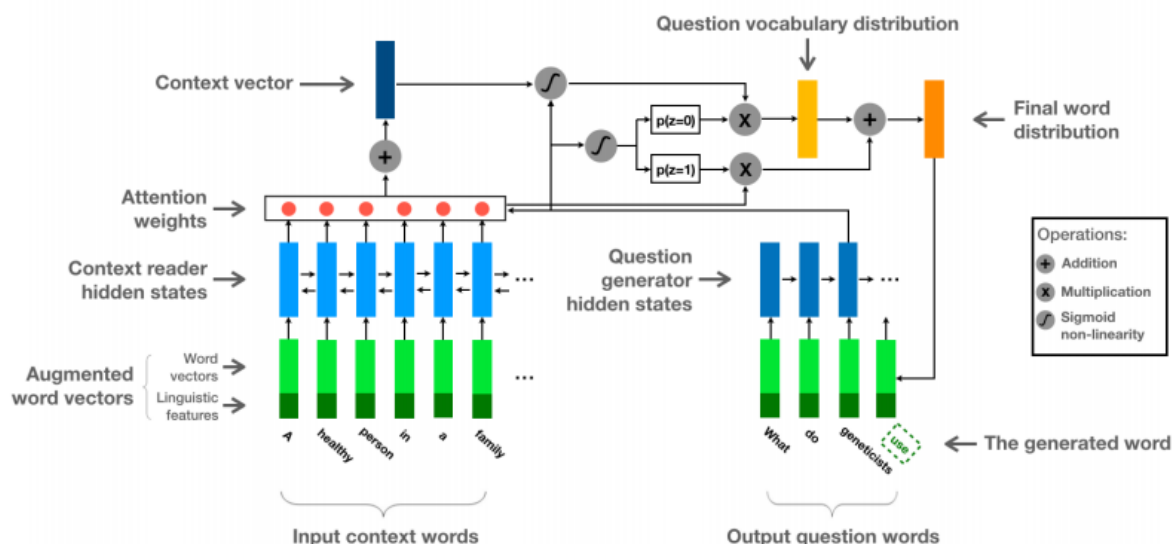 Question vocabulary distribution
Context vector
p(z=0)
X
+
Final word
distribution
+
p(z=1)
X
Attention
weights
Operations:
+ Addition
X Multiplication
Sigmoid
non-linearity
Context reader
hidden states
...
Question
generator
hidden states
...
Augmented
word vectors
Word
vectors
Linguistic
features
...
A
healthy
person
in
a
family
What
do
geneticists
use
The generated word
Input context words
Output question words